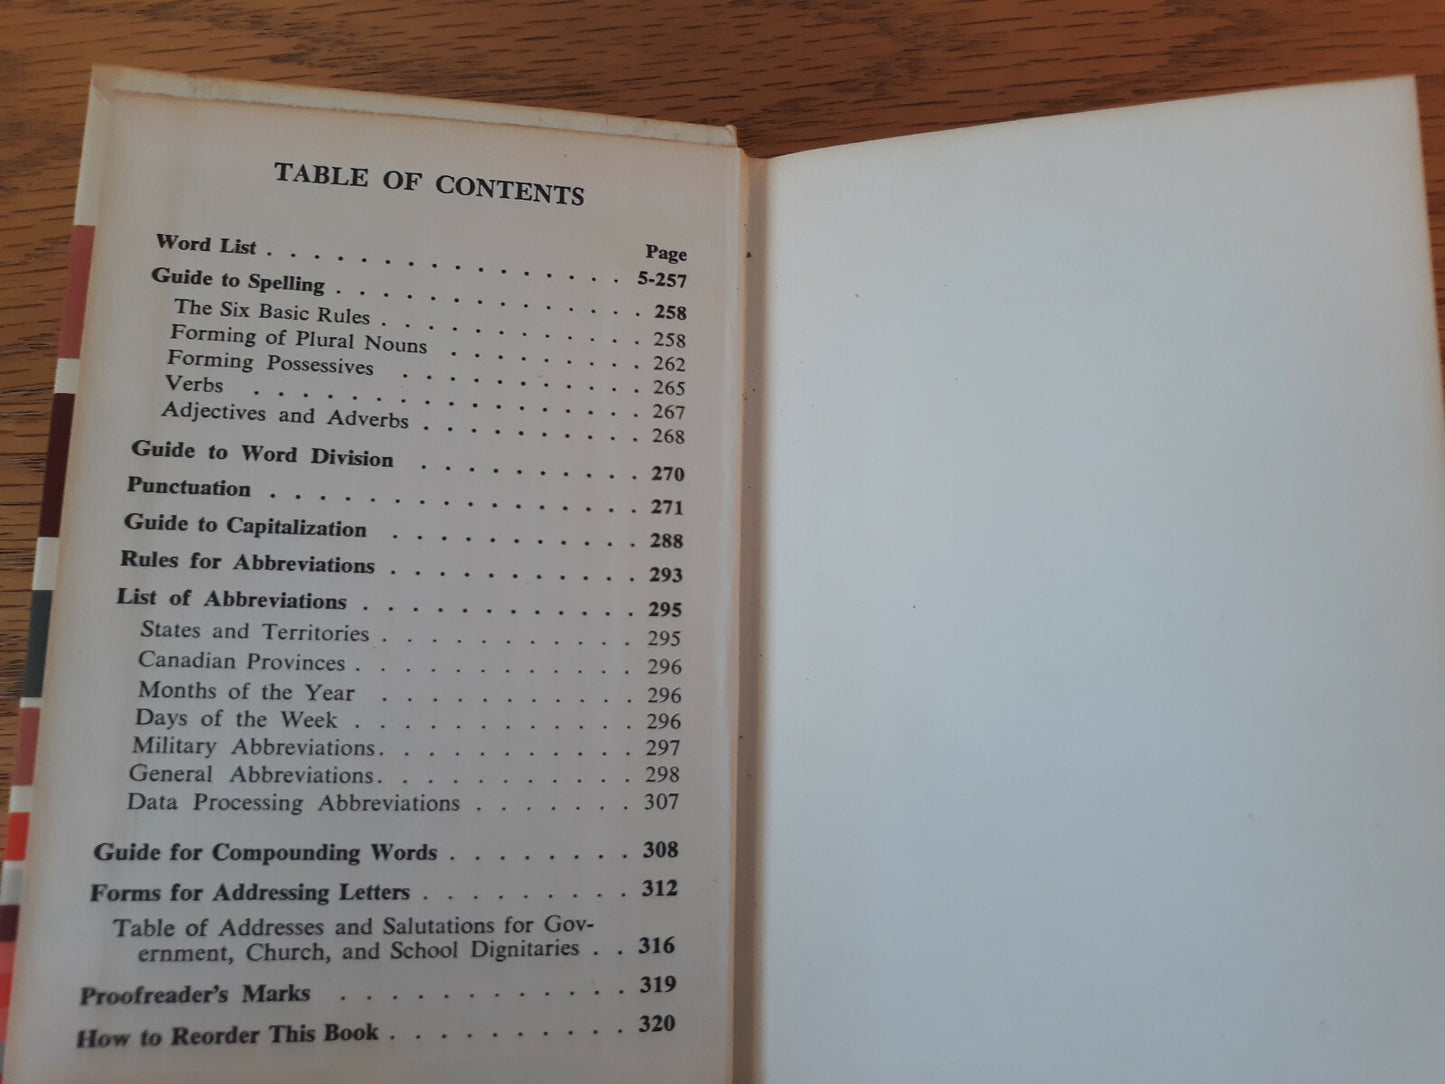 TABLE OF CONTENTS
Page
Word List . . . . . . . . . . . . . . . . 5-257
Guide to Spelling . . . . . . . . . . . . . 258
The Six Basic Rules . . . . . . . . . . . 258
Forming of Plural Nouns . . . . . . . . 262
Forming Possessives . . . . . . . . . . 265
Verbs . . . . . . . . . . . . . . . . 267
Adjectives and Adverbs . . . . . . . . . 268
Guide to Word Division . . . . . . . . . . 270
Punctuation . . . . . . . . . . . . . . . 271
Guide to Capitalization . . . . . . . . . . . 288
Rules for Abbreviations . . . . . . . . . . . 293
List of Abbreviations . . . . . . . . . . . . 295
States and Territories . . . . . . . . . . . 295
Canadian Provinces . . . . . . . . . . . . 296
Months of the Year . . . . . . . . . . . 296
Days of the Week . . . . . . . . . . . . 296
Military Abbreviations . . . . . . . . . . . 297
General Abbreviations . . . . . . . . . . . 298
Data Processing Abbreviations . . . . . . . 307
Guide for Compounding Words . . . . . . . . 308
Forms for Addressing Letters . . . . . . . . . 312
Table of Addresses and Salutations for Gov-
ernment, Church, and School Dignitaries . . 316
Proofreader's Marks . . . . . . . . . . . . 319
How to Reorder This Book . . . . . . . . . . 320